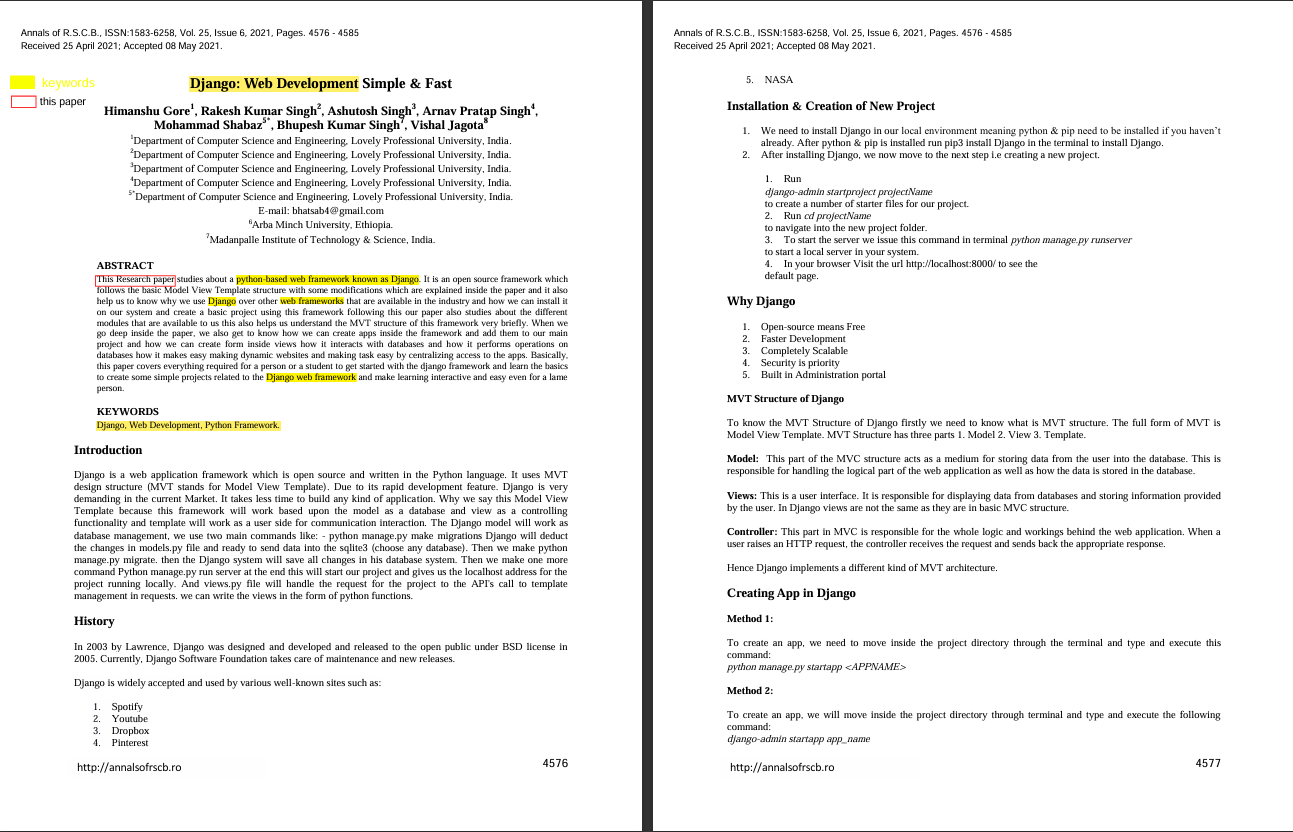 Annals of R.S.C.B., ISSN:1583-6258, Vol. 25, Issue 6, 2021, Pages. 4576 - 4585
Received 25 April 2021; Accepted 08 May 2021.
keywords
this paper
Django: Web Development Simple & Fast
Himanshu Gore1, Rakesh Kumar Singh2, Ashutosh Singh3, Arnav Pratap Singh4,
Mohammad Shabaz5*, Bhupesh Kumar Singh7, Vishal Jagota8
1Department of Computer Science and Engineering, Lovely Professional University, India.
2Department of Computer Science and Engineering, Lovely Professional University, India.
3Department of Computer Science and Engineering, Lovely Professional University, India.
4Department of Computer Science and Engineering, Lovely Professional University, India.
5*Department of Computer Science and Engineering, Lovely Professional University, India.
E-mail: bhatsab4@gmail.com
6Arba Minch University, Ethiopia.
7Madanpalle Institute of Technology & Science, India.
ABSTRACT
This Research paper studies about a python-based web framework known as Django. It is an open source framework which
follows the basic Model View Template structure with some modifications which are explained inside the paper and it also
help us to know why we use Django over other web frameworks that are available in the industry and how we can install it
on our system and create a basic project using this framework following this our paper also studies about the different
modules that are available to us this also helps us understand the MVT structure of this framework very briefly. When we
go deep inside the paper, we also get to know how we can create apps inside the framework and add them to our main
project and how we can create form inside views how it interacts with databases and how it performs operations on
databases how it makes easy making dynamic websites and making task easy by centralizing access to the apps. Basically,
this paper covers everything required for a person or a student to get started with the django framework and learn the basics
to create some simple projects related to the Django web framework and make learning interactive and easy even for a lame
person.
KEYWORDS
Django, Web Development, Python Framework.
Introduction
Django is a web application framework which is open source and written in the Python language. It uses MVT
design structure (MVT stands for Model View Template). Due to its rapid development feature. Django is very
demanding in the current Market. It takes less time to build any kind of application. Why we say this Model View
Template because this framework will work based upon the model as a database and view as a controlling
functionality and template will work as a user side for communication interaction. The Django model will work as
database management, we use two main commands like: - python manage.py make migrations Django will deduct
the changes in models.py file and ready to send data into the sqlite3 (choose any database). Then we make python
manage.py migrate. then the Django system will save all changes in his database system. Then we make one more
command Python manage.py run server at the end this will start our project and gives us the localhost address for the
project running locally. And views.py file will handle the request for the project to the API's call to template
management in requests. we can write the views in the form of python functions.
History
In 2003 by Lawrence, Django was designed and developed and released to the open public under BSD license in
2005. Currently, Django Software Foundation takes care of maintenance and new releases.
Django is widely accepted and used by various well-known sites such as:
1. Spotify
2. Youtube
3. Dropbox
4. Pinterest
http://annalsofrscb.ro
4576
Annals of R.S.C.B., ISSN:1583-6258, Vol. 25, Issue 6, 2021, Pages. 4576 - 4585
Received 25 April 2021; Accepted 08 May 2021.
5. NASA
Installation & Creation of New Project
1. We need to install Django in our local environment meaning python & pip need to be installed if you haven't
already. After python & pip is installed run pip3 install Django in the terminal to install Django.
2. After installing Django, we now move to the next step i.e creating a new project.
1. Run
django-admin startproject projectName
to create a number of starter files for our project.
2. Run cd projectName
to navigate into the new project folder.
3. To start the server we issue this command in terminal python manage.py runserver
to start a local server in your system.
4. In your browser Visit the url http://localhost:8000/ to see the
default page.
Why Django
1. Open-source means Free
2. Faster Development
3. Completely Scalable
4. Security is priority
5. Built in Administration portal
MVT Structure of Django
To know the MVT Structure of Django firstly we need to know what is MVT structure. The full form of MVT is
Model View Template. MVT Structure has three parts 1. Model 2. View 3. Template.
Model: This part of the MVC structure acts as a medium for storing data from the user into the database. This is
responsible for handling the logical part of the web application as well as how the data is stored in the database.
Views: This is a user interface. It is responsible for displaying data from databases and storing information provided
by the user. In Django views are not the same as they are in basic MVC structure.
Controller: This part in MVC is responsible for the whole logic and workings behind the web application. When a
user raises an HTTP request, the controller receives the request and sends back the appropriate response.
Hence Django implements a different kind of MVT architecture.
Creating App in Django
Method 1:
To create an app, we need to move inside the project directory through the terminal and type and execute this
command:
python manage.py startapp <APPNAME>
Method 2:
To create an app, we will move inside the project directory through terminal and type and execute the following
command:
django-admin startapp app_name
http://annalsofrscb.ro
4577